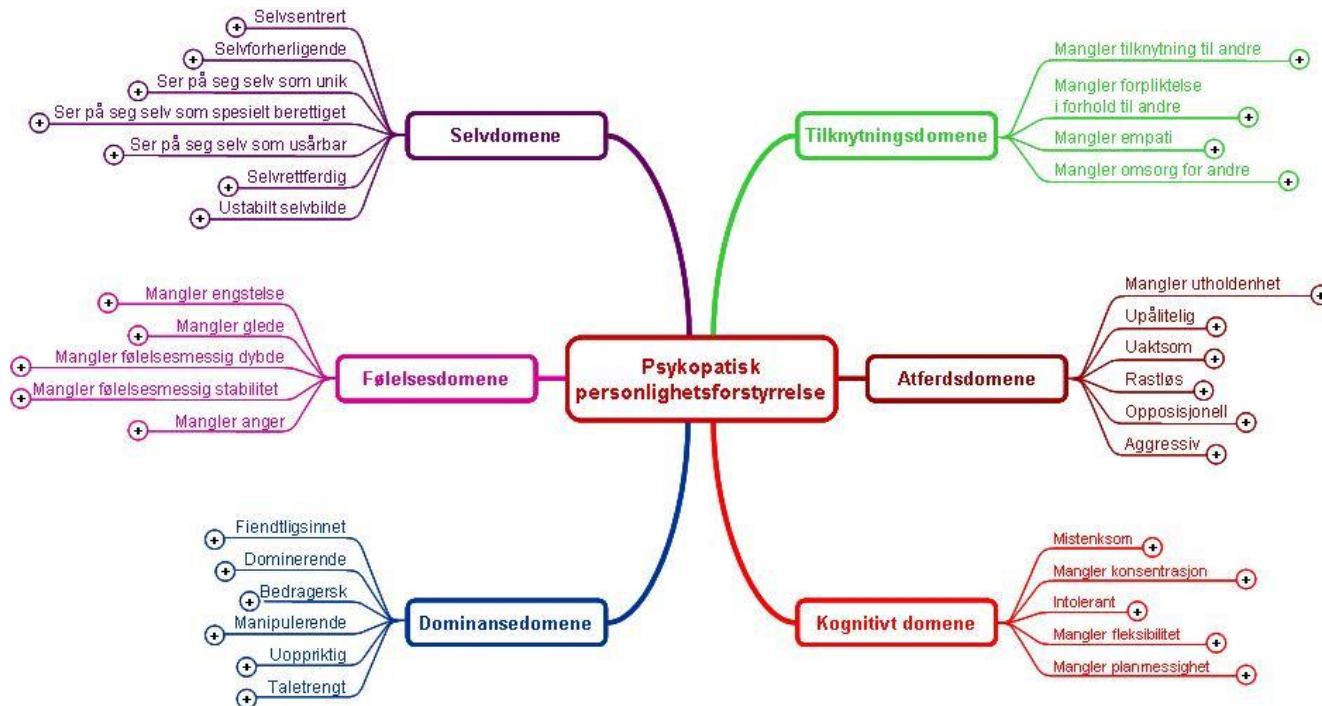 Psykopatisk
personlighetsforstyrrelse
Selvdomene
Selvsentrert
Selvforherligende
Ser på seg selv som unik
Ser på seg selv som spesielt berettiget
Ser på seg selv som usårbar
Selvrettferdig
Ustabilt selvbilde
Følelsesdomene
Mangler engstelse
Mangler glede
Mangler følelsesmessig dybde
Mangler følelsesmessig stabilitet
Mangler anger
Dominansedomene
Fiendtligsinnet
Dominerende
Bedragersk
Manipulerende
Uoppriktig
Taletrengt
Tilknytningsdomene
Mangler tilknytning til andre
Mangler forpliktelse
i forhold til andre
Mangler empati
Mangler omsorg for andre
Atferdsdomene
Mangler utholdenhet
Upålitelig
Uaktsom
Rastløs
Opposisjonell
Aggressiv
Kognitivt domene
Mistenksom
Mangler konsentrasjon
Intolerant
Mangler fleksibilitet
Mangler planmessighet